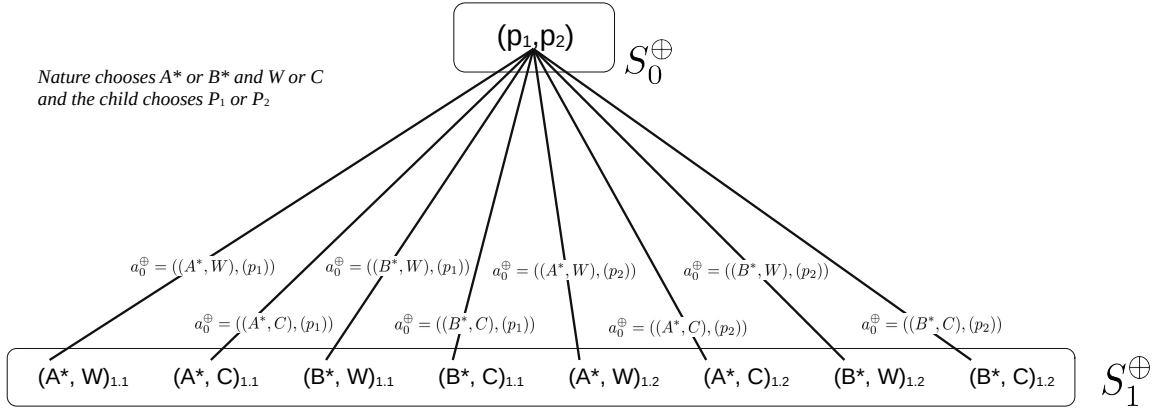 (p₁,p₂)
S₀^⊕
Nature chooses A* or B* and W or C
and the child chooses P₁ or P₂
a₀^⊕ = ((A*, W), (p₁))
a₀^⊕ = ((B*, W), (p₁))
a₀^⊕ = ((A*, W), (p₂))
a₀^⊕ = ((B*, W), (p₂))
a₀^⊕ = ((A*, C), (p₁))
a₀^⊕ = ((B*, C), (p₁))
a₀^⊕ = ((A*, C), (p₂))
a₀^⊕ = ((B*, C), (p₂))
(A*, W)₁.₁ (A*, C)₁.₁ (B*, W)₁.₁ (B*, C)₁.₁ (A*, W)₁.₂ (A*, C)₁.₂ (B*, W)₁.₂ (B*, C)₁.₂
S₁^⊕